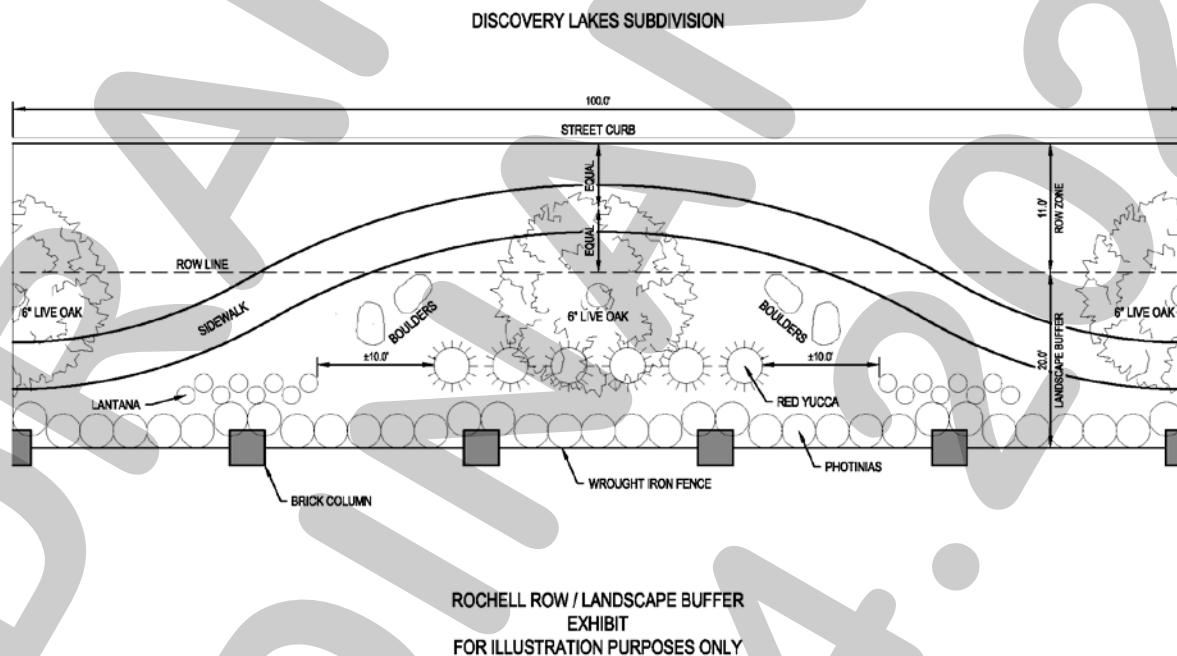 DISCOVERY LAKES SUBDIVISION
100.0'
STREET CURB
EQUAL
EQUAL
11.0'
ROW ZONE
ROW LINE
6" LIVE OAK
SIDEWALK
BOULDERS
6" LIVE OAK
BOULDERS
6" LIVE OAK
±10.0'
±10.0'
20.0'
LANDSCAPE BUFFER
LANTANA
RED YUCCA
PHOTINIAS
WROUGHT IRON FENCE
BRICK COLUMN
ROCHELL ROW / LANDSCAPE BUFFER
EXHIBIT
FOR ILLUSTRATION PURPOSES ONLY